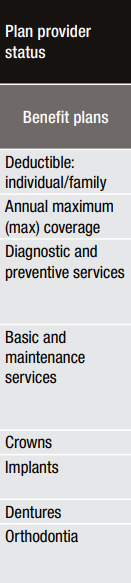 Plan provider
status
Benefit plans
Deductible:
individual/family
Annual maximum
(max) coverage
Diagnostic and
preventive services
Basic and
maintenance
services
Crowns
Implants
Dentures
Orthodontia